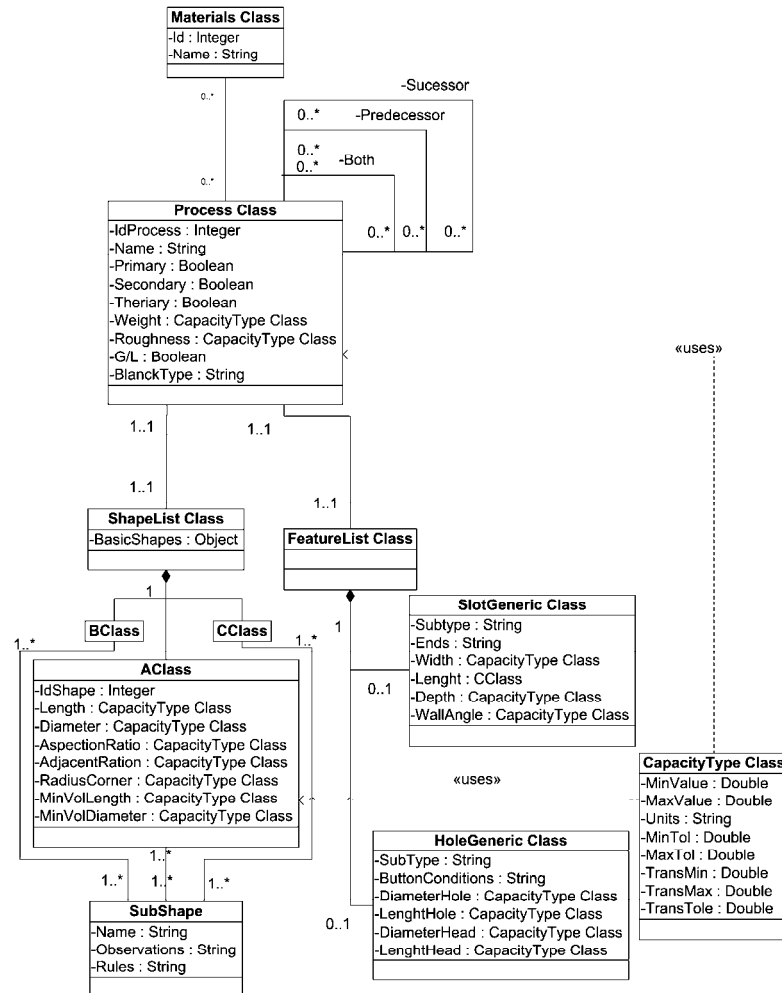 Materials Class
-Id : Integer
-Name : String
0..*
0..*
-Sucessor
0..*
-Predecessor
0..*
0..*
-Both
0..*
0..*
0..*
Process Class
-IdProcess : Integer
-Name : String
-Primary : Boolean
-Secondary : Boolean
-Theriary : Boolean
-Weight : CapacityType Class
-Roughness : CapacityType Class
-G/L : Boolean
-BlanckType : String
«uses»
1..1
1..1
1..1
1..1
ShapeList Class
-BasicShapes : Object
FeatureList Class
1
1
BClass
CClass
1..*
1..*
SlotGeneric Class
-Subtype : String
-Ends : String
-Width : CapacityType Class
-Lenght : CClass
-Depth : CapacityType Class
-WallAngle : CapacityType Class
0..1
AClass
-IdShape : Integer
-Length : CapacityType Class
-Diameter : CapacityType Class
-AspectionRatio : CapacityType Class
-AdjacentRation : CapacityType Class
-RadiusCorner : CapacityType Class
-MinVolLength : CapacityType Class
-MinVolDiameter : CapacityType Class
«uses»
CapacityType Class
-MinValue : Double
-MaxValue : Double
-Units : String
-MinTol : Double
-MaxTol : Double
-TransMin : Double
-TransMax : Double
-TransTole : Double
HoleGeneric Class
-SubType : String
-ButtonConditions : String
-DiameterHole : CapacityType Class
-LenghtHole : CapacityType Class
-DiameterHead : CapacityType Class
-LenghtHead : CapacityType Class
0..1
1..*
1..*
1..*
1..*
SubShape
-Name : String
-Observations : String
-Rules : String